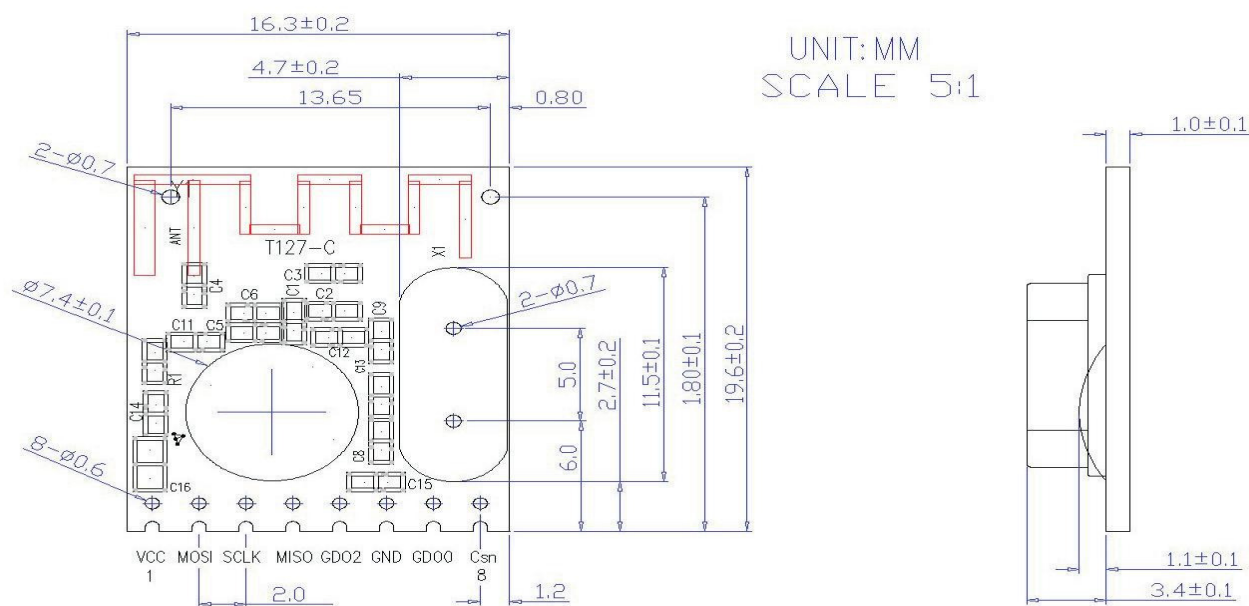 16.3±0.2
UNIT: MM
4.7±0.2
SCALE 5:1
13.65
0.80
1.0±0.1
2-ø0.7
Y1
ANT
T127-C
X1
C3
C4
ø7.4±0.1
C6
C1
C2
C9
2-ø0.7
C11
C5
C12
C13
R1
5.0
2.7±0.2
11.5±0.1
1.80±0.1
19.6±0.2
C14
8-ø0.6
C8
6.0
C16
C15
VCC MOSI SCLK MISO GDO2 GND GDO0 Csn
1 8
2.0
1.2
1.1±0.1
3.4±0.1